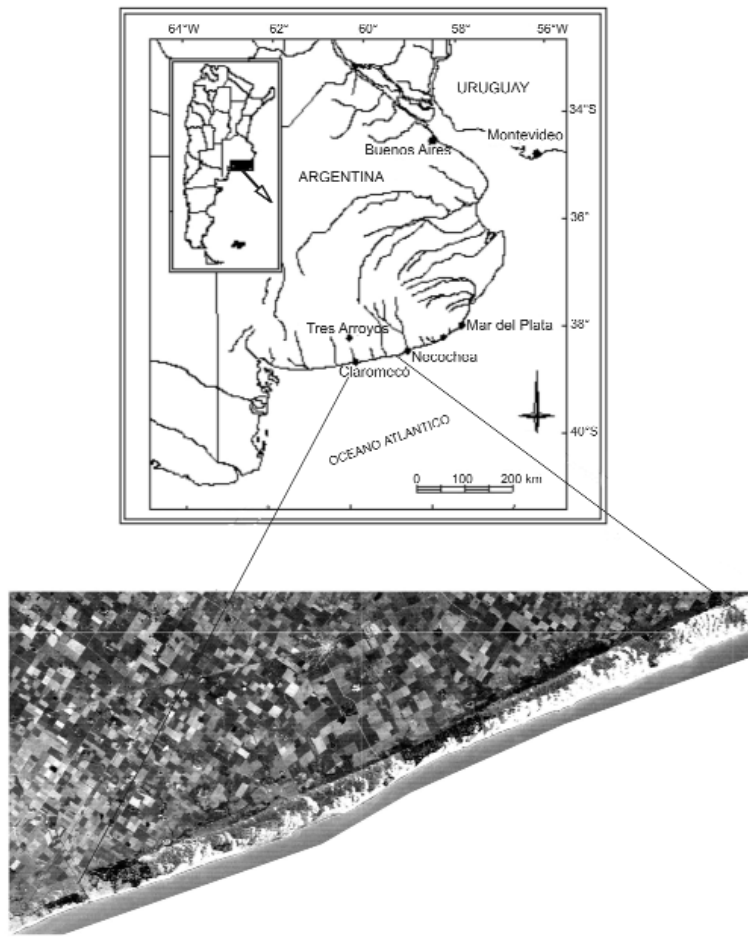 64°W 62° 60° 58° 56°W
URUGUAY
34°S
Montevideo
Buenos Aires
ARGENTINA
36°
38°
Tres Arroyos
Mar del Plata
Necochea
Claromecó
OCEANO ATLANTICO
40°S
0 100 200 km